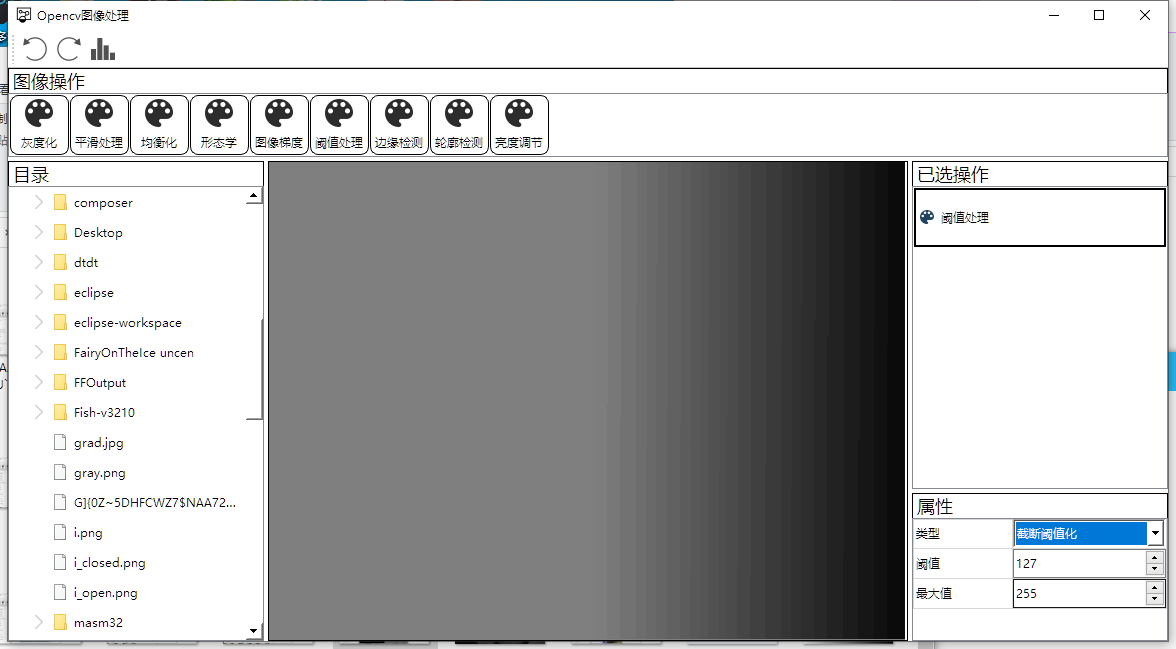 Opencv图像处理
图像操作
灰度化
平滑处理
均衡化
形态学
图像梯度
阈值处理
边缘检测
轮廓检测
亮度调节
目录
composer
Desktop
dtdt
eclipse
eclipse-workspace
FairyOnTheIce uncen
FFOutput
Fish-v3210
grad.jpg
gray.png
G]{0Z~5DHFCWZ7$NAA72...
i.png
i_closed.png
i_open.png
masm32
已选操作
阈值处理
属性
类型 截断阈值化
阈值 127
最大值 255